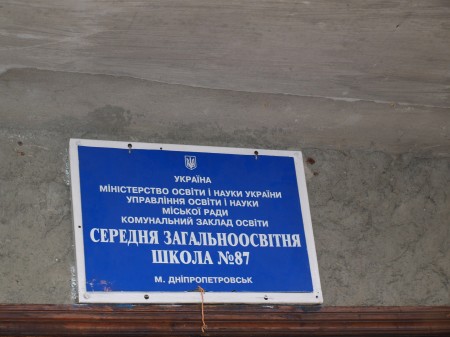 УКРАЇНА
МІНІСТЕРСТВО ОСВІТИ І НАУКИ УКРАЇНИ
УПРАВЛІННЯ ОСВІТИ І НАУКИ
МІСЬКОЇ РАДИ
КОМУНАЛЬНИЙ ЗАКЛАД ОСВІТИ
СЕРЕДНЯ ЗАГАЛЬНООСВІТНЯ
ШКОЛА №87
М. ДНІПРОПЕТРОВСЬК